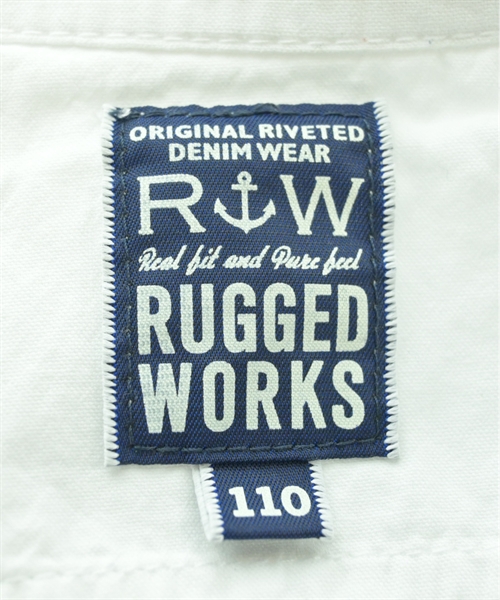 ORIGINAL RIVETED
DENIM WEAR
R W
Real fit and Pure feel
RUGGED
WORKS
110